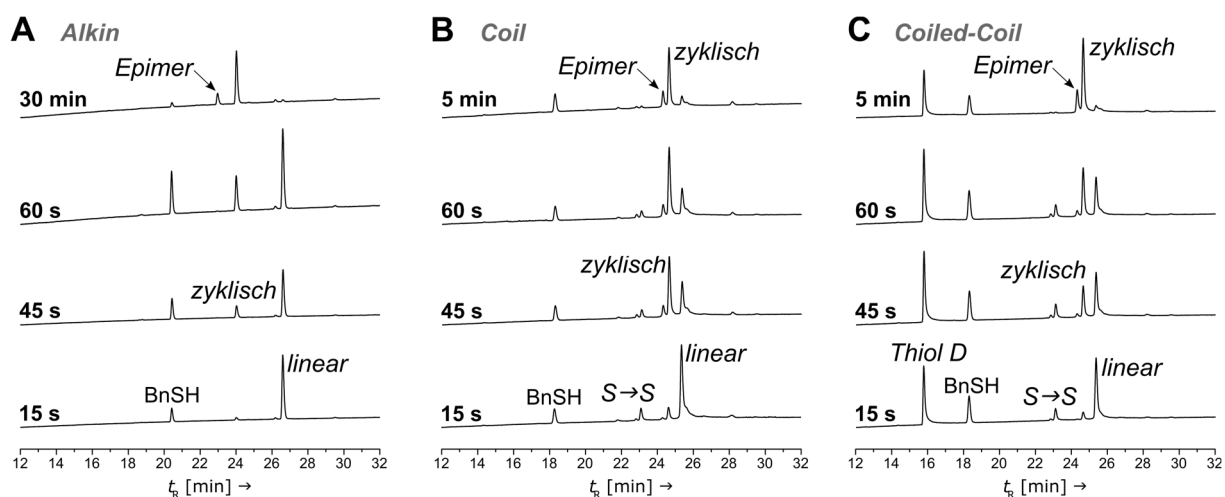 A Alkin
30 min
Epimer
60 s
45 s
zyklisch
15 s
BnSH
linear
12 14 16 18 20 22 24 26 28 30 32
tR [min] →
B Coil
5 min
Epimer
zyklisch
60 s
45 s
zyklisch
15 s
BnSH
S→S
linear
12 14 16 18 20 22 24 26 28 30 32
tR [min] →
C Coiled-Coil
5 min
Epimer
zyklisch
60 s
45 s
zyklisch
15 s
Thiol D
BnSH
S→S
linear
12 14 16 18 20 22 24 26 28 30 32
tR [min] →